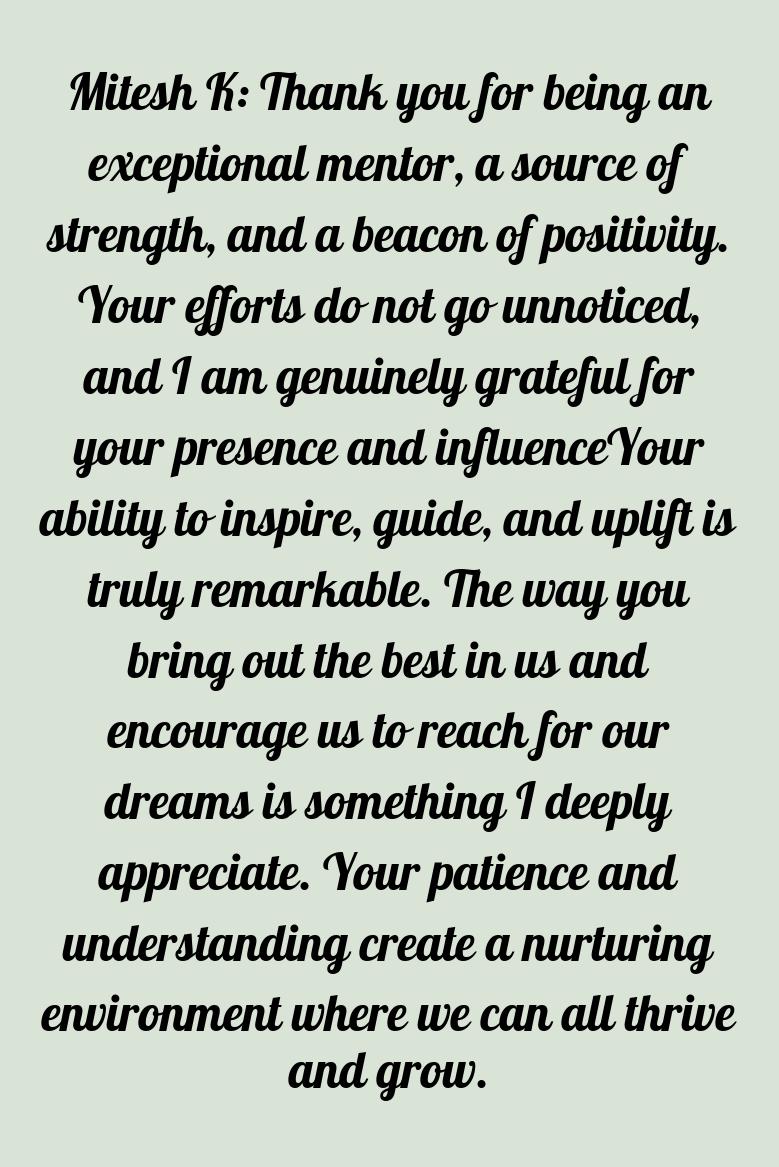 Mitesh K: Thank you for being an
exceptional mentor, a source of
strength, and a beacon of positivity.
Your efforts do not go unnoticed,
and I am genuinely grateful for
your presence and influenceYour
ability to inspire, guide, and uplift is
truly remarkable. The way you
bring out the best in us and
encourage us to reach for our
dreams is something I deeply
appreciate. Your patience and
understanding create a nurturing
environment where we can all thrive
and grow.